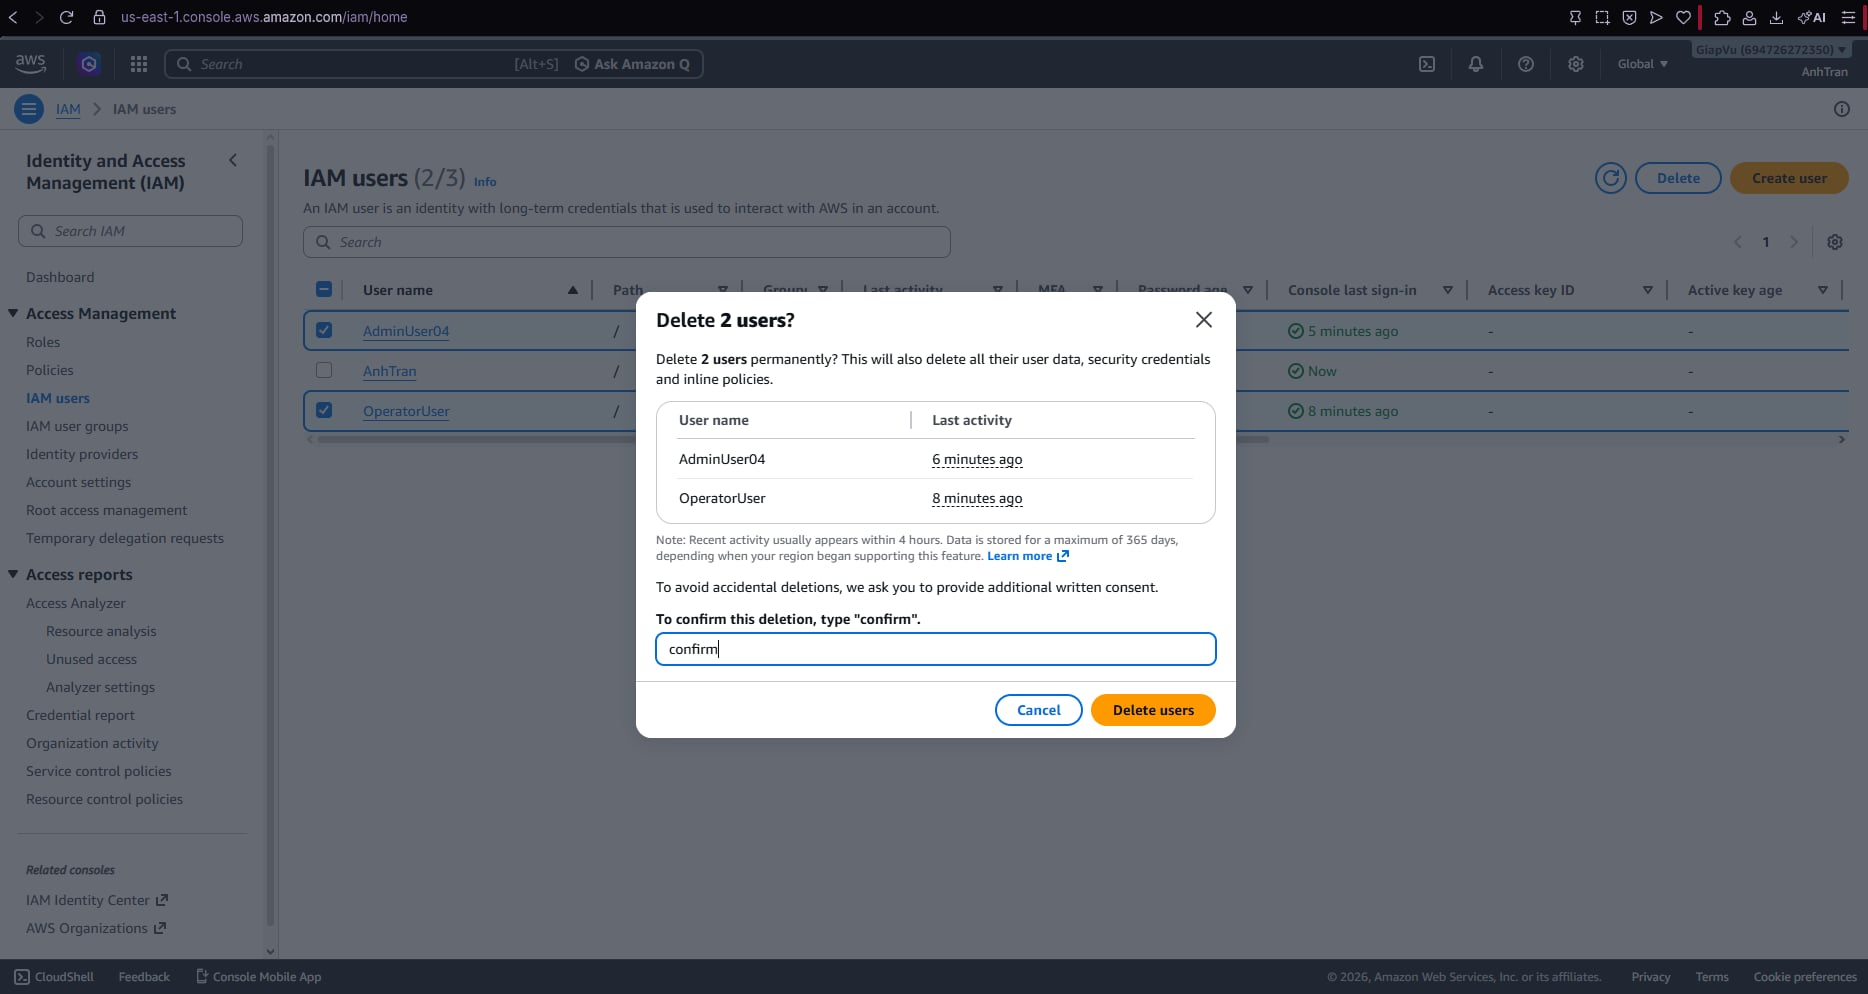 us-east-1.console.aws.amazon.com/iam/home
AI
aws
Search [Alt+S] Ask Amazon Q
Global
GiapVu (694726272350)
AnhTran
IAM
IAM users
Identity and Access
Management (IAM)
Search IAM
Dashboard
Access Management
Roles
Policies
IAM users
IAM user groups
Identity providers
Account settings
Root access management
Temporary delegation requests
Access reports
Access Analyzer
Resource analysis
Unused access
Analyzer settings
Credential report
Organization activity
Service control policies
Resource control policies
Related consoles
IAM Identity Center
AWS Organizations
IAM users (2/3) Info
An IAM user is an identity with long-term credentials that is used to interact with AWS in an account.
Delete
Create user
Search
1
User name Path Group Last activity MFA Password age Console last sign-in Access key ID Active key age
AdminUser04 / 5 minutes ago - -
AnhTran / Now - -
OperatorUser / 8 minutes ago - -
Delete 2 users?
Delete 2 users permanently? This will also delete all their user data, security credentials
and inline policies.
User name Last activity
AdminUser04 6 minutes ago
OperatorUser 8 minutes ago
Note: Recent activity usually appears within 4 hours. Data is stored for a maximum of 365 days,
depending when your region began supporting this feature. Learn more
To avoid accidental deletions, we ask you to provide additional written consent.
To confirm this deletion, type "confirm".
confirm
Cancel
Delete users
CloudShell Feedback Console Mobile App
© 2026, Amazon Web Services, Inc. or its affiliates. Privacy Terms Cookie preferences